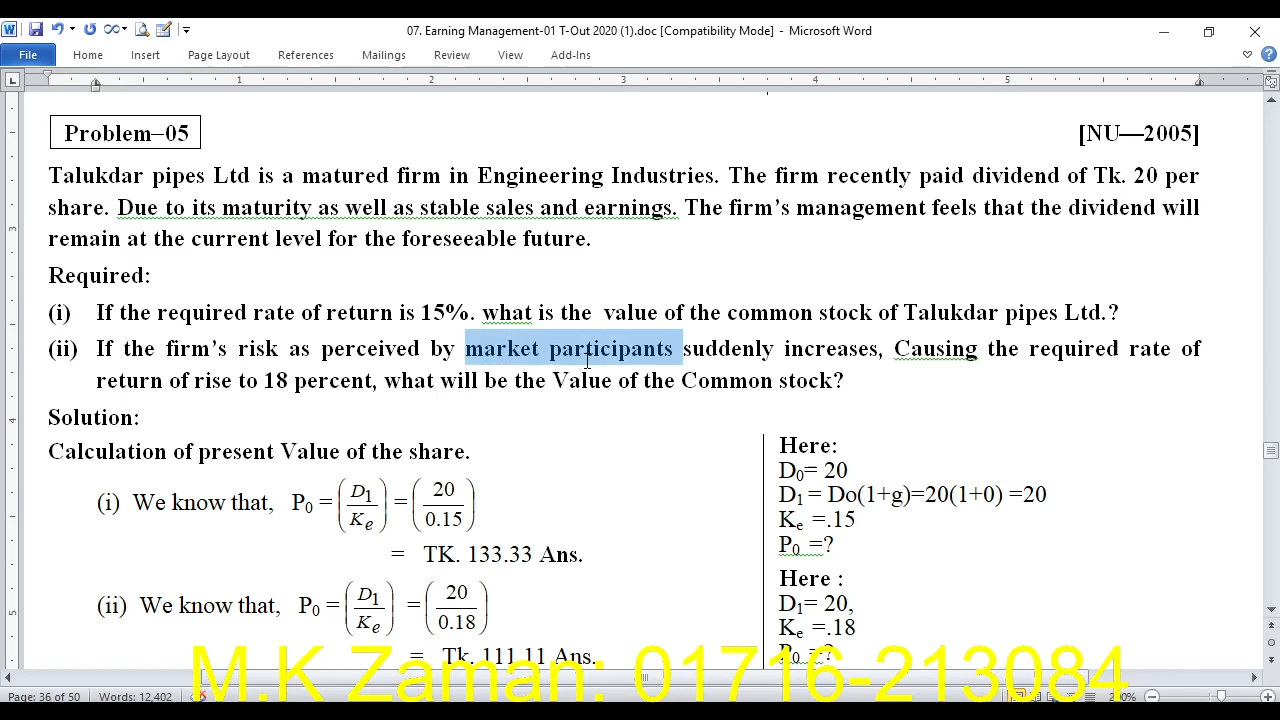 07. Earning Management-01 T-Out 2020 (1).doc [Compatibility Mode] - Microsoft Word
File Home Insert Page Layout References Mailings Review View Add-Ins
1 2 3 4 5
Problem–05 [NU—2005]
Talukdar pipes Ltd is a matured firm in Engineering Industries. The firm recently paid dividend of Tk. 20 per
share. Due to its maturity as well as stable sales and earnings. The firm's management feels that the dividend will
remain at the current level for the foreseeable future.
Required:
(i) If the required rate of return is 15%. what is the value of the common stock of Talukdar pipes Ltd.?
(ii) If the firm's risk as perceived by market participants suddenly increases, Causing the required rate of
return of rise to 18 percent, what will be the Value of the Common stock?
Solution:
Calculation of present Value of the share.
(i) We know that, P0 = (D1/Ke) = (20/0.15)
= TK. 133.33 Ans.
(ii) We know that, P0 = (D1/Ke) = (20/0.18)
= Tk. 111.11 Ans.
Here:
D0= 20
D1 = Do(1+g)=20(1+0) =20
Ke =.15
P0 =?
Here :
D1= 20,
Ke =.18
P0 =?
M.K Zaman: 01716-213084
Page: 36 of 50 Words: 12,402 200%